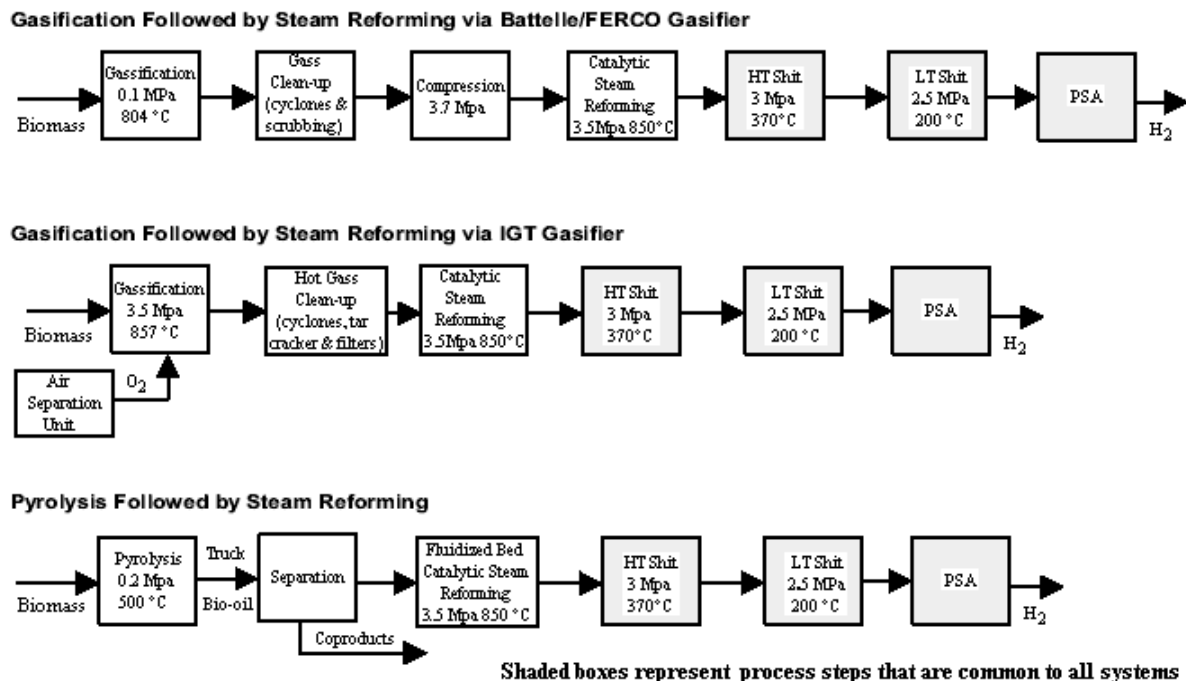 Gasification Followed by Steam Reforming via Battelle/FERCO Gasifier
Biomass
Gassification
0.1 MPa
804 °C
Gass
Clean-up
(cyclones &
scrubbing)
Compression
3.7 Mpa
Catalytic
Steam
Reforming
3.5Mpa 850°C
HT Shit
3 Mpa
370°C
LT Shit
2.5 MPa
200 °C
PSA
H2
Gasification Followed by Steam Reforming via IGT Gasifier
Biomass
Gassification
3.5 Mpa
857 °C
Air
Separation
Unit
O2
Hot Gass
Clean-up
(cyclones, tar
cracker & filters)
Catalytic
Steam
Reforming
3.5Mpa 850°C
HT Shit
3 Mpa
370°C
LT Shit
2.5 MPa
200 °C
PSA
H2
Pyrolysis Followed by Steam Reforming
Biomass
Pyrolysis
0.2 Mpa
500 °C
Truck
Bio-oil
Separation
Coproducts
Fluidized Bed
Catalytic Steam
Reforming
3.5 Mpa 850 °C
HT Shit
3 Mpa
370°C
LT Shit
2.5 MPa
200 °C
PSA
H2
Shaded boxes represent process steps that are common to all systems